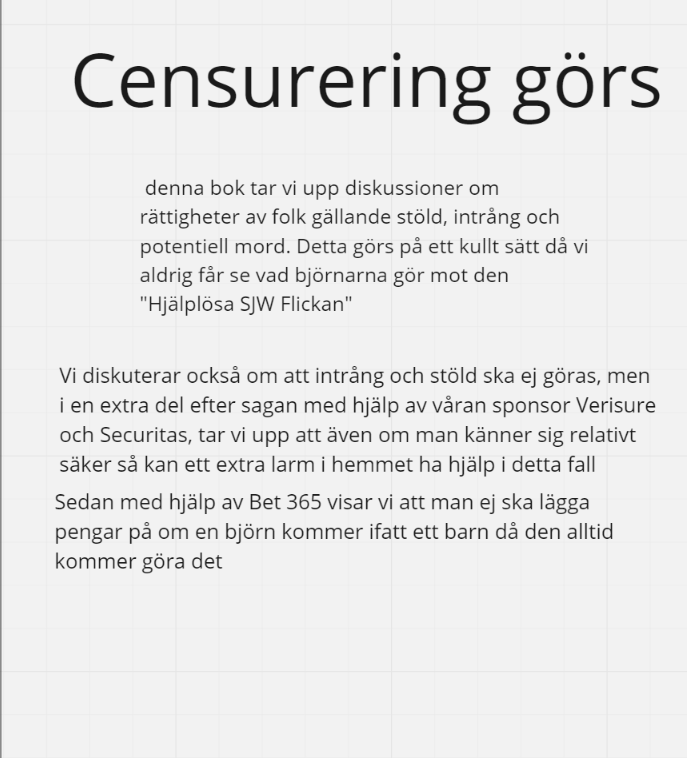 Censurering görs
denna bok tar vi upp diskussioner om
rättigheter av folk gällande stöld, intrång och
potentiell mord. Detta görs på ett kullt sätt då vi
aldrig får se vad björnarna gör mot den
"Hjälplösa SJW Flickan"
Vi diskuterar också om att intrång och stöld ska ej göras, men
i en extra del efter sagan med hjälp av våran sponsor Verisure
och Securitas, tar vi upp att även om man känner sig relativt
säker så kan ett extra larm i hemmet ha hjälp i detta fall
Sedan med hjälp av Bet 365 visar vi att man ej ska lägga
pengar på om en björn kommer ifatt ett barn då den alltid
kommer göra det